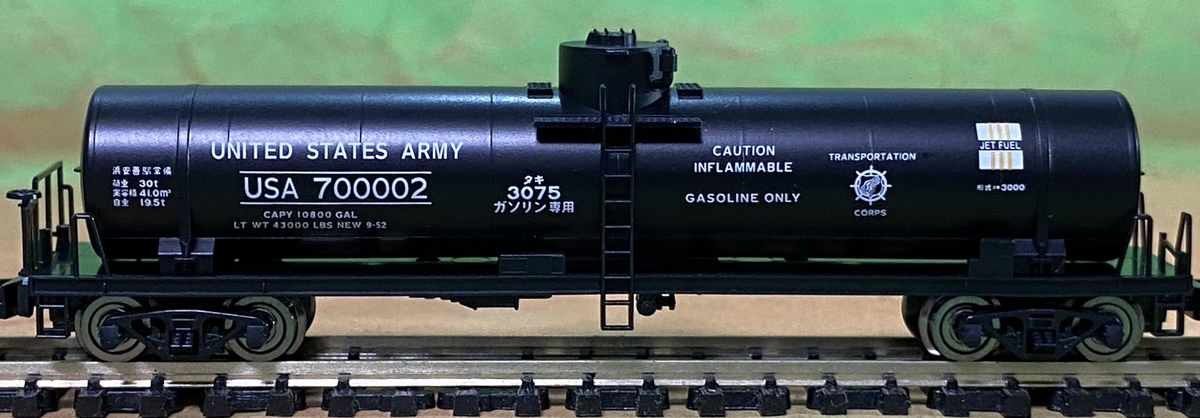 UNITED STATES ARMY
USA 700002
CAPY 10800 GAL
LT WT 43000 LBS NEW 9-52
浜安善駅常備
荷重 30t
実容積 41.0m³
自重 19.5t
タキ
3075
ガソリン専用
CAUTION
INFLAMMABLE
GASOLINE ONLY
TRANSPORTATION
CORPS
JET FUEL
形式タキ3000